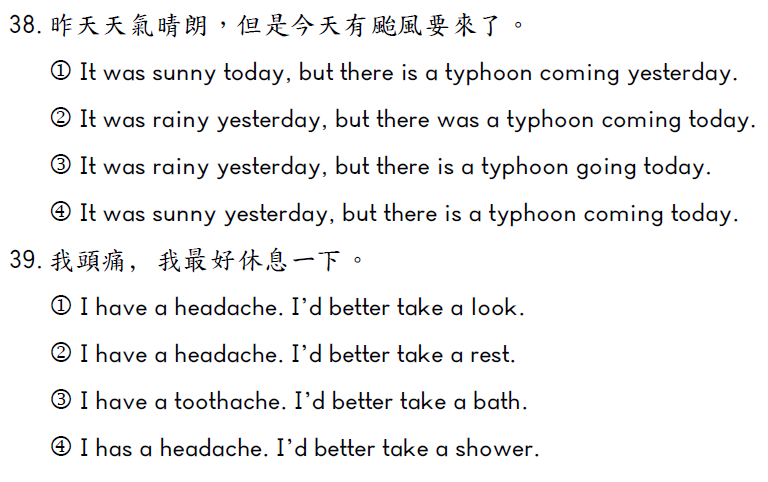 38. 昨天天氣晴朗，但是今天有颱風要來了。
① It was sunny today, but there is a typhoon coming yesterday.
② It was rainy yesterday, but there was a typhoon coming today.
③ It was rainy yesterday, but there is a typhoon going today.
④ It was sunny yesterday, but there is a typhoon coming today.
39. 我頭痛, 我最好休息一下。
① I have a headache. I’d better take a look.
② I have a headache. I’d better take a rest.
③ I have a toothache. I’d better take a bath.
④ I has a headache. I’d better take a shower.